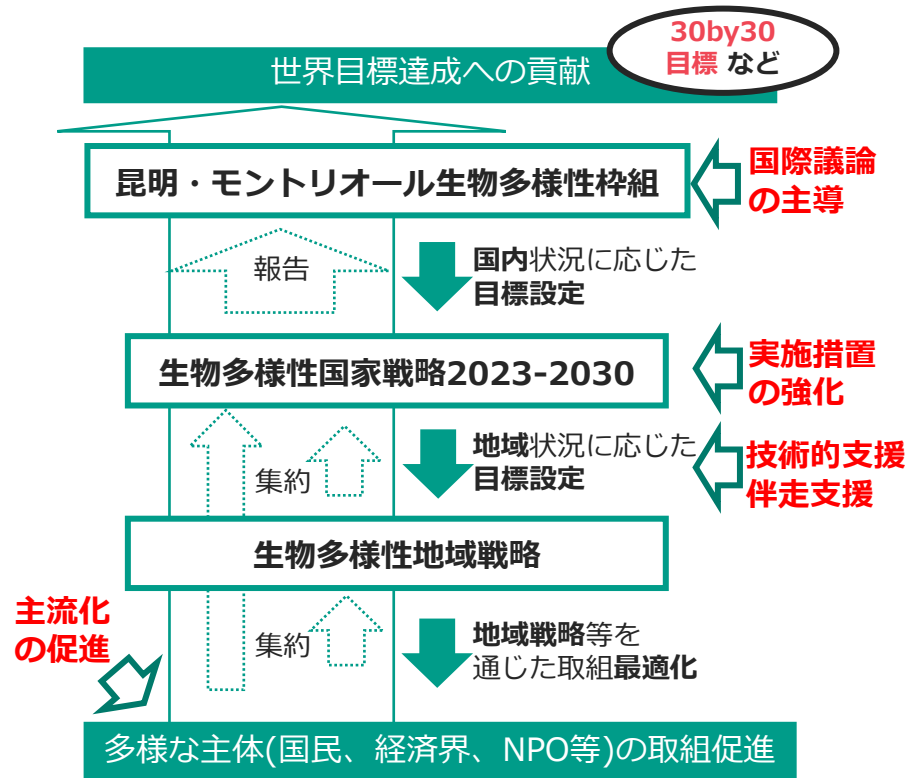 30by30
目標 など
世界目標達成への貢献
昆明・モントリオール生物多様性枠組
国際議論
の主導
報告
国内状況に応じた
目標設定
生物多様性国家戦略2023-2030
実施措置
の強化
集約
地域状況に応じた
目標設定
技術的支援
伴走支援
生物多様性地域戦略
主流化
の促進
集約
地域戦略等を
通じた取組最適化
多様な主体(国民、経済界、NPO等)の取組促進